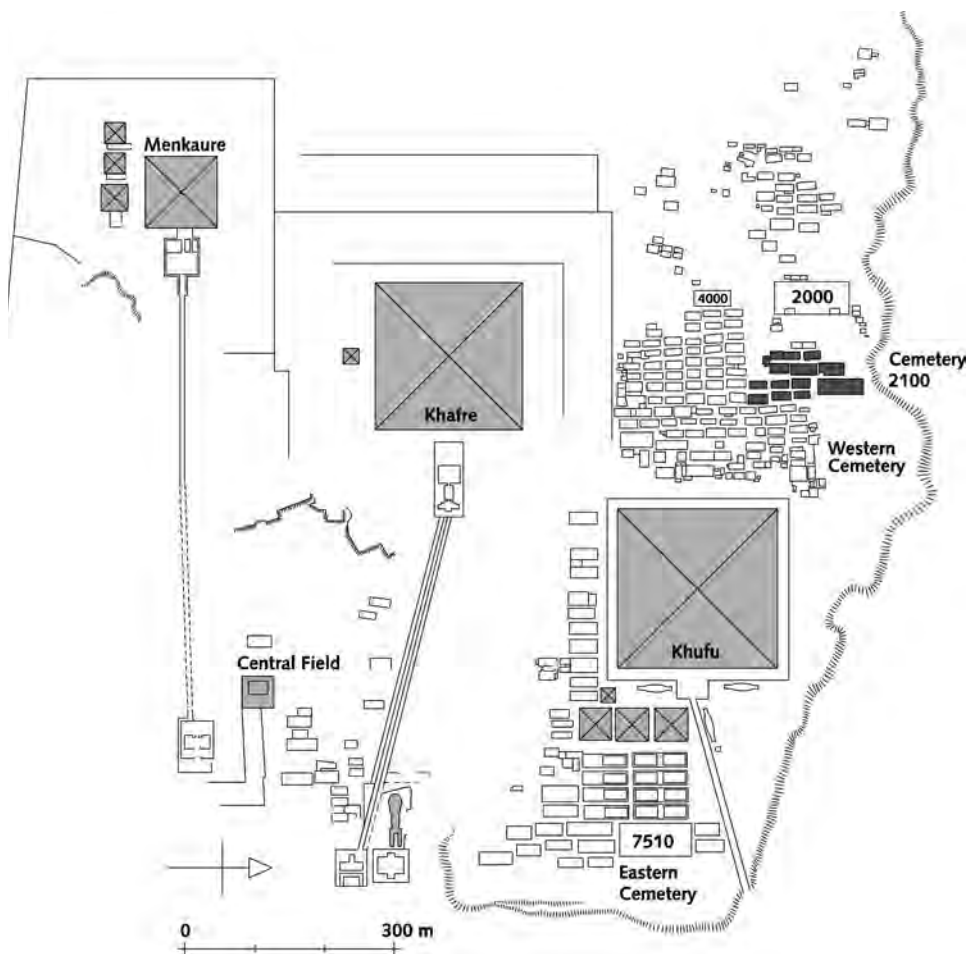 Menkaure
4000
2000
Cemetery
2100
Khafre
Western
Cemetery
Khufu
Central Field
7510
Eastern
Cemetery
0 300 m